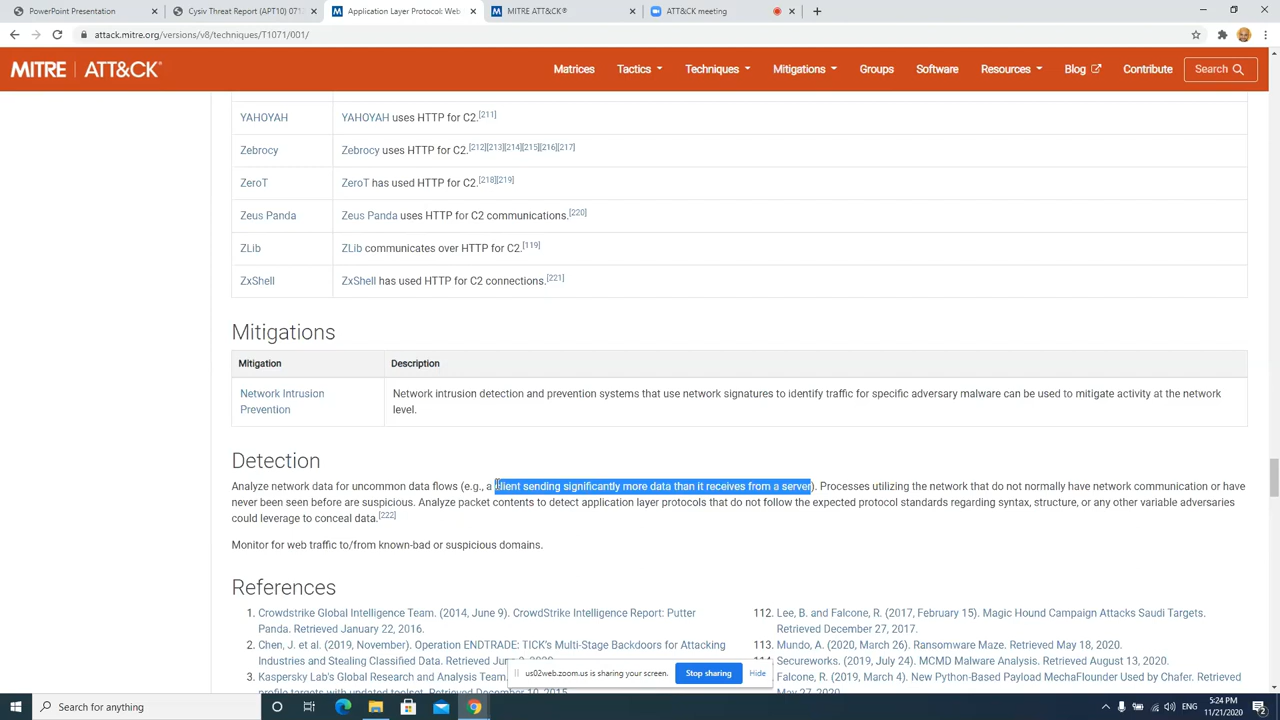 PowerPoint Presentation
Cysiv Threat Report (APT10) 071
Application Layer Protocol: Web
MITRE ATT&CK®
ATT&CK meeting
attack.mitre.org/versions/v8/techniques/T1071/001/
MITRE | ATT&CK®
Matrices Tactics Techniques Mitigations Groups Software Resources Blog Contribute Search
YAHOYAH YAHOYAH uses HTTP for C2.[211]
Zebrocy Zebrocy uses HTTP for C2.[212][213][214][215][216][217]
ZeroT ZeroT has used HTTP for C2.[218][219]
Zeus Panda Zeus Panda uses HTTP for C2 communications.[220]
ZLib ZLib communicates over HTTP for C2.[119]
ZxShell ZxShell has used HTTP for C2 connections.[221]
Mitigations
Mitigation Description
Network Intrusion Prevention
Network intrusion detection and prevention systems that use network signatures to identify traffic for specific adversary malware can be used to mitigate activity at the network
level.
Detection
Analyze network data for uncommon data flows (e.g., a client sending significantly more data than it receives from a server). Processes utilizing the network that do not normally have network communication or have
never been seen before are suspicious. Analyze packet contents to detect application layer protocols that do not follow the expected protocol standards regarding syntax, structure, or any other variable adversaries
could leverage to conceal data.[222]
Monitor for web traffic to/from known-bad or suspicious domains.
References
1. Crowdstrike Global Intelligence Team. (2014, June 9). CrowdStrike Intelligence Report: Putter
Panda. Retrieved January 22, 2016.
2. Chen, J. et al. (2019, November). Operation ENDTRADE: TICK's Multi-Stage Backdoors for Attacking
Industries and Stealing Classified Data. Retrieved June
3. Kaspersky Lab's Global Research and Analysis Team.
profile targets with updated toolset. Retrieved December 10, 2015.
112. Lee, B. and Falcone, R. (2017, February 15). Magic Hound Campaign Attacks Saudi Targets.
Retrieved December 27, 2017.
113. Mundo, A. (2020, March 26). Ransomware Maze. Retrieved May 18, 2020.
Secureworks. (2019, July 24). MCMD Malware Analysis. Retrieved August 13, 2020.
Falcone, R. (2019, March 4). New Python-Based Payload MechaFlounder Used by Chafer. Retrieved
May 27, 2020.
us02web.zoom.us is sharing your screen. Stop sharing Hide
Search for anything
ENG
5:24 PM
11/21/2020
2